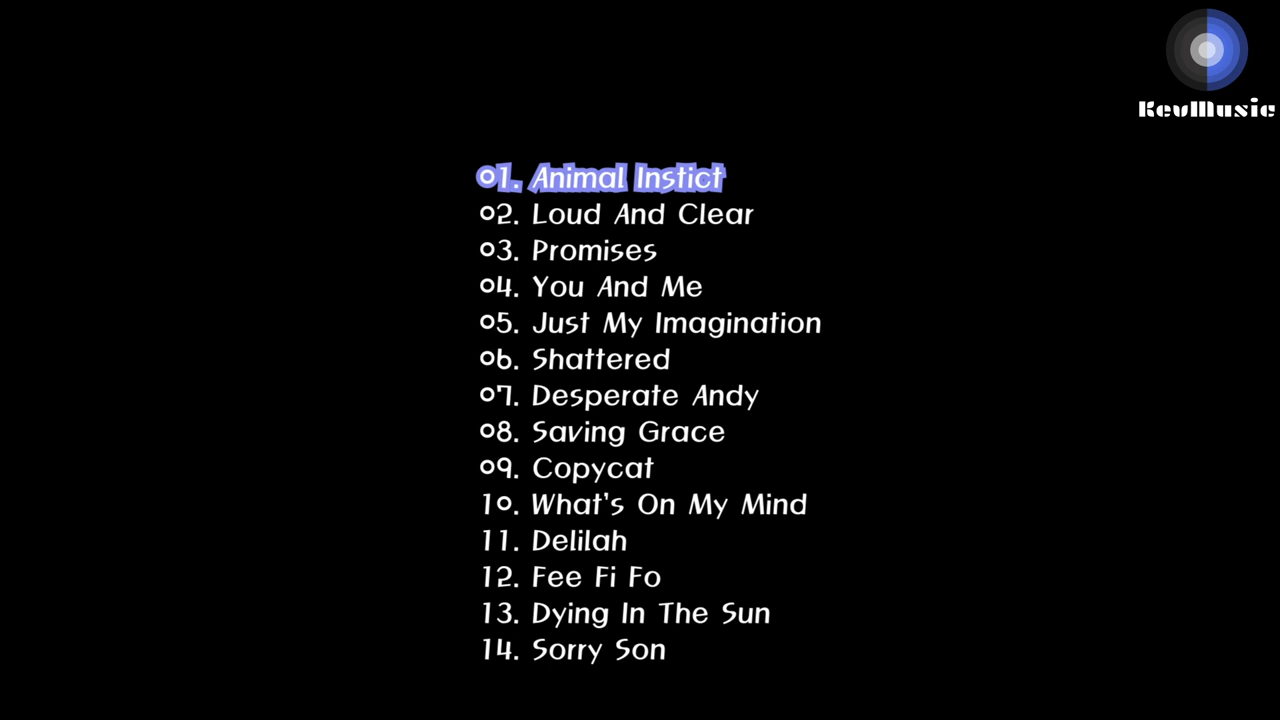 KevMusic
01. Animal Instict
02. Loud And Clear
03. Promises
04. You And Me
05. Just My Imagination
06. Shattered
07. Desperate Andy
08. Saving Grace
09. Copycat
10. What's On My Mind
11. Delilah
12. Fee Fi Fo
13. Dying In The Sun
14. Sorry Son